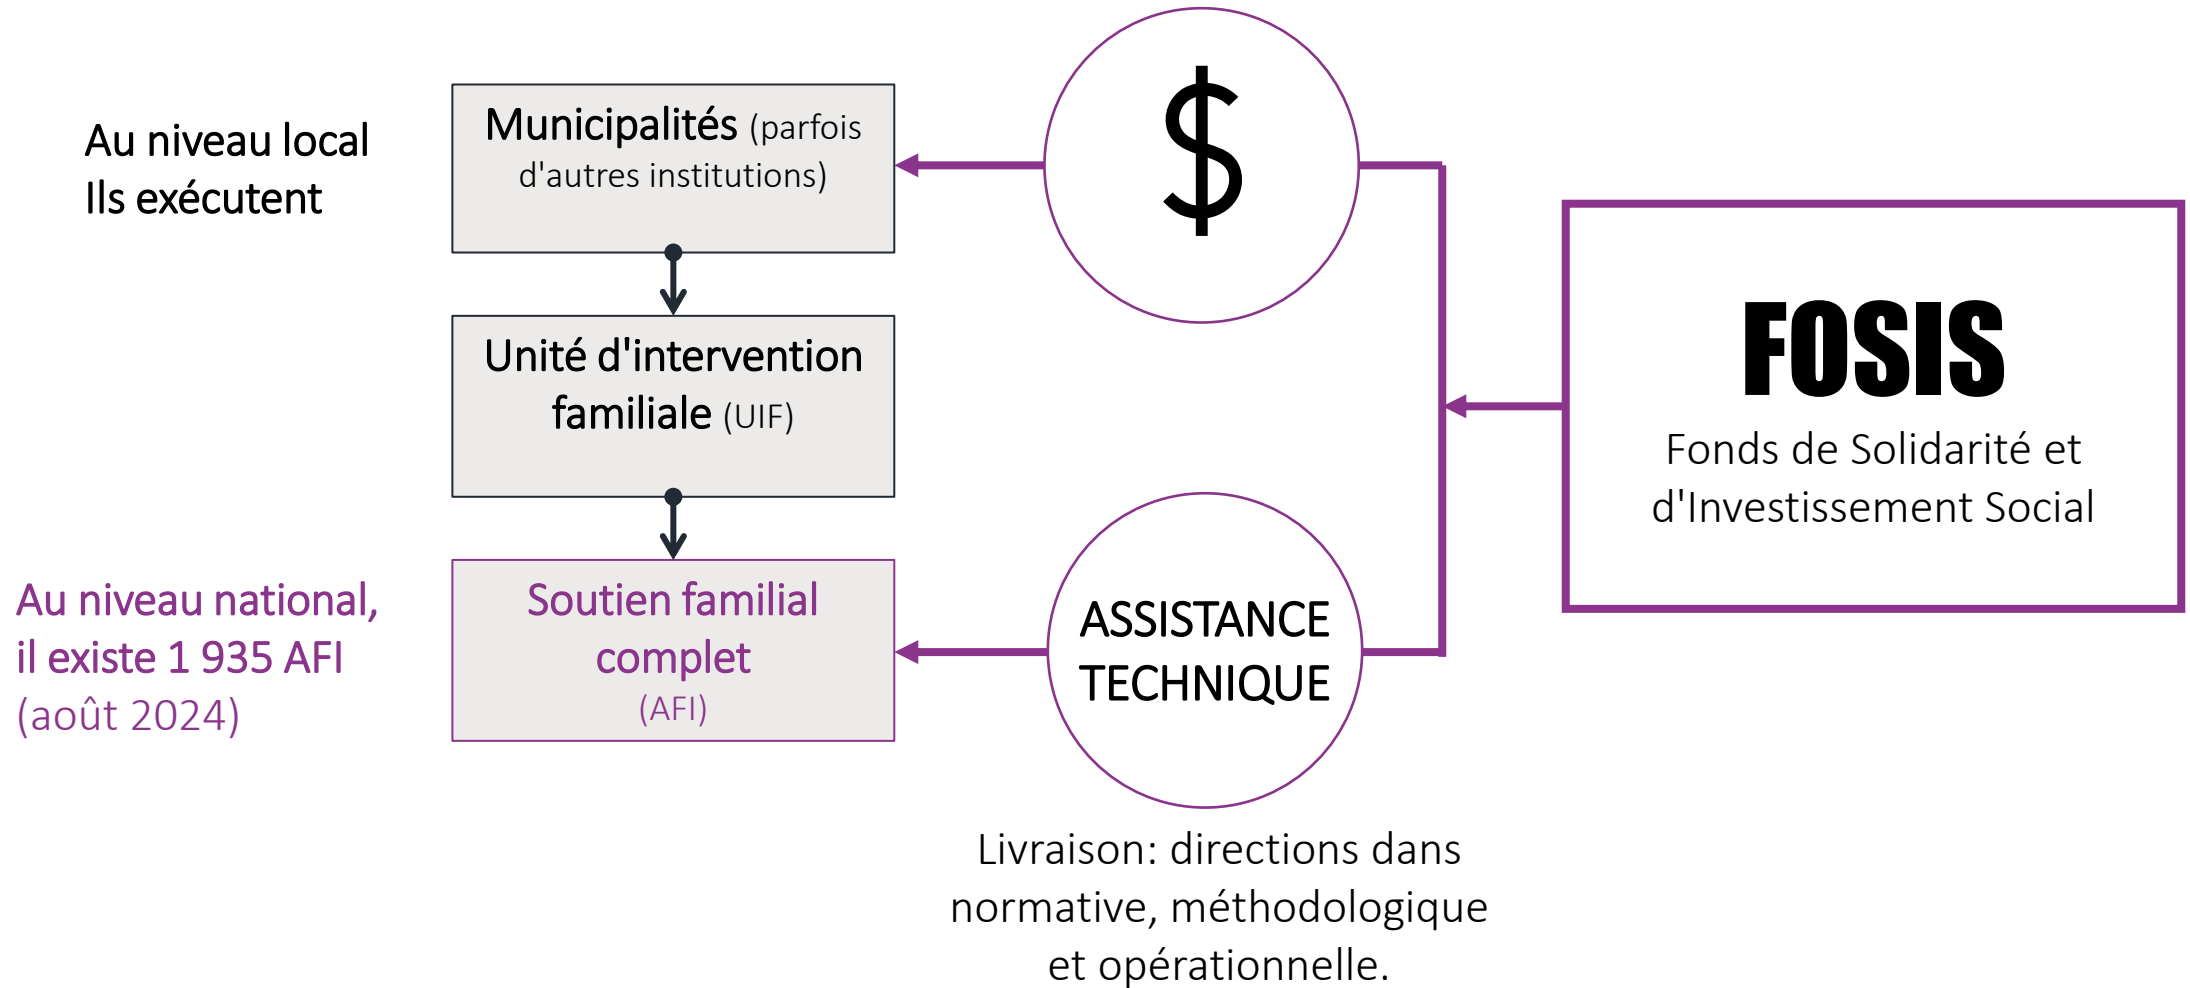 Au niveau local
Ils exécutent
Municipalités (parfois
d'autres institutions)
Unité d'intervention
familiale (UIF)
Au niveau national,
il existe 1 935 AFI
(août 2024)
Soutien familial
complet
(AFI)
$
ASSISTANCE
TECHNIQUE
Livraison: directions dans
normative, méthodologique
et opérationnelle.
FOSIS
Fonds de Solidarité et
d'Investissement Social